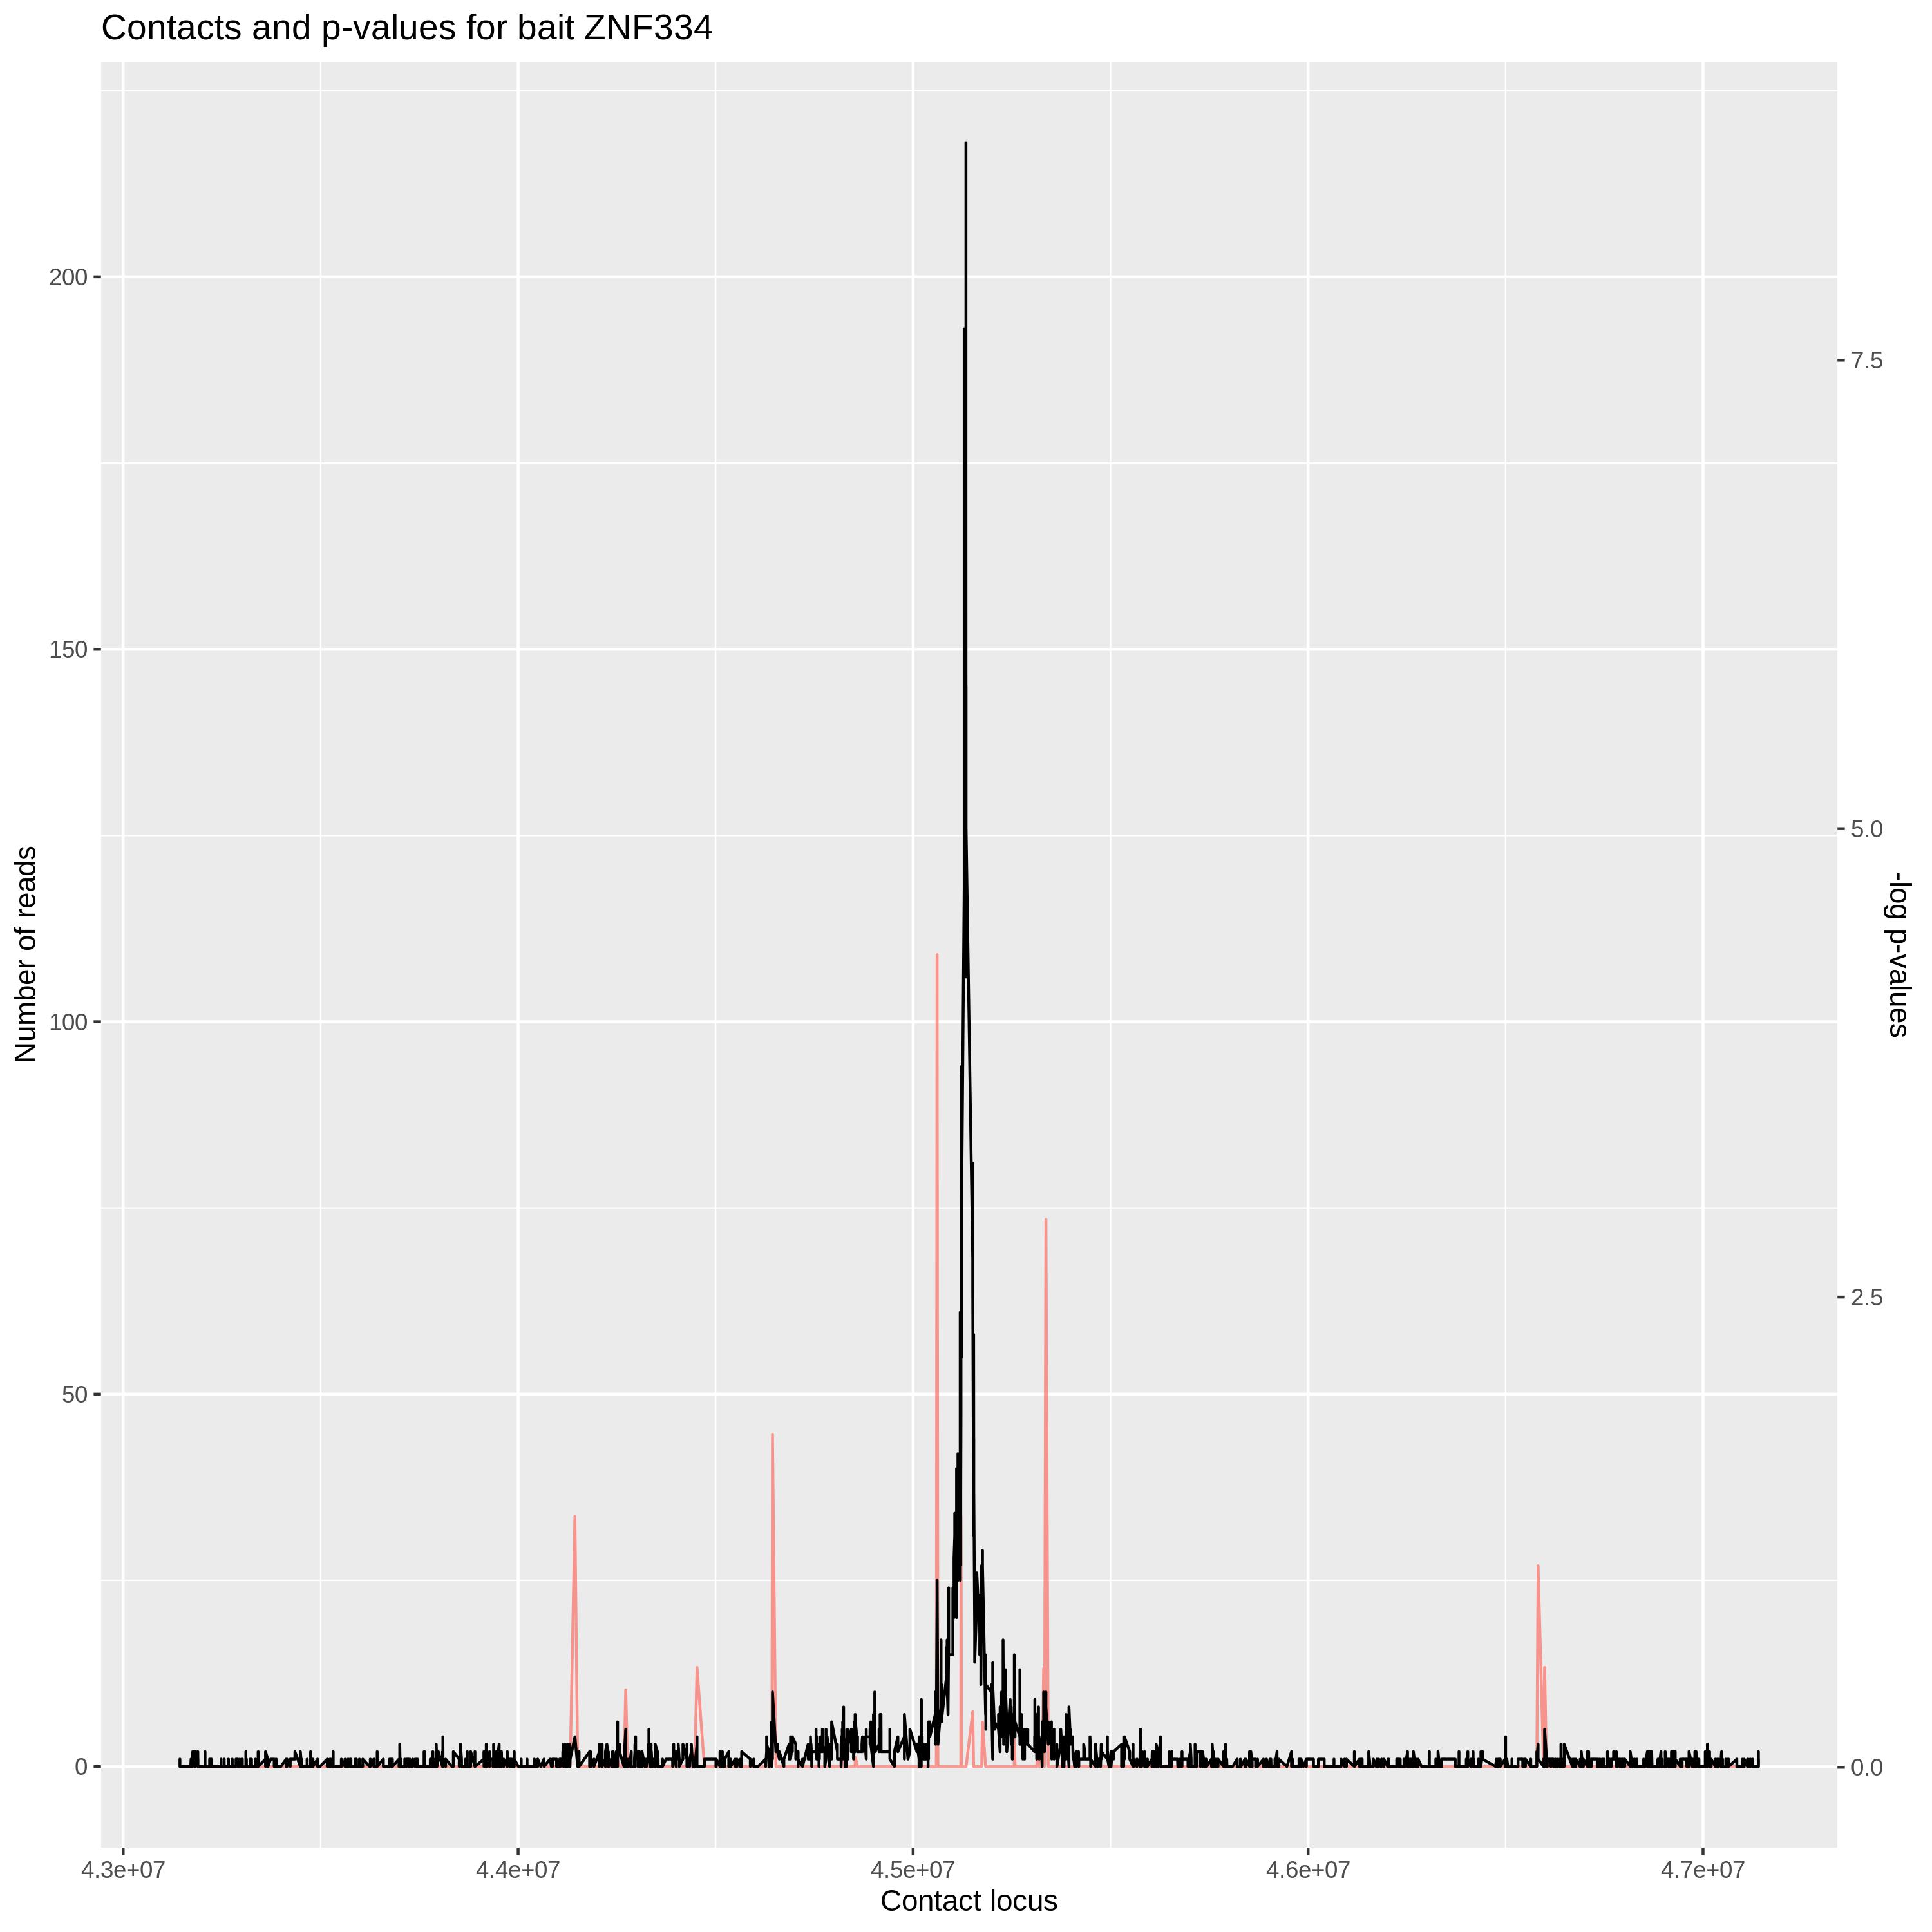 Contacts and p-values for bait ZNF334
200
150
100
50
0
Number of reads
7.5
5.0
2.5
0.0
-log p-values
4.3e+07 4.4e+07 4.5e+07 4.6e+07 4.7e+07
Contact locus